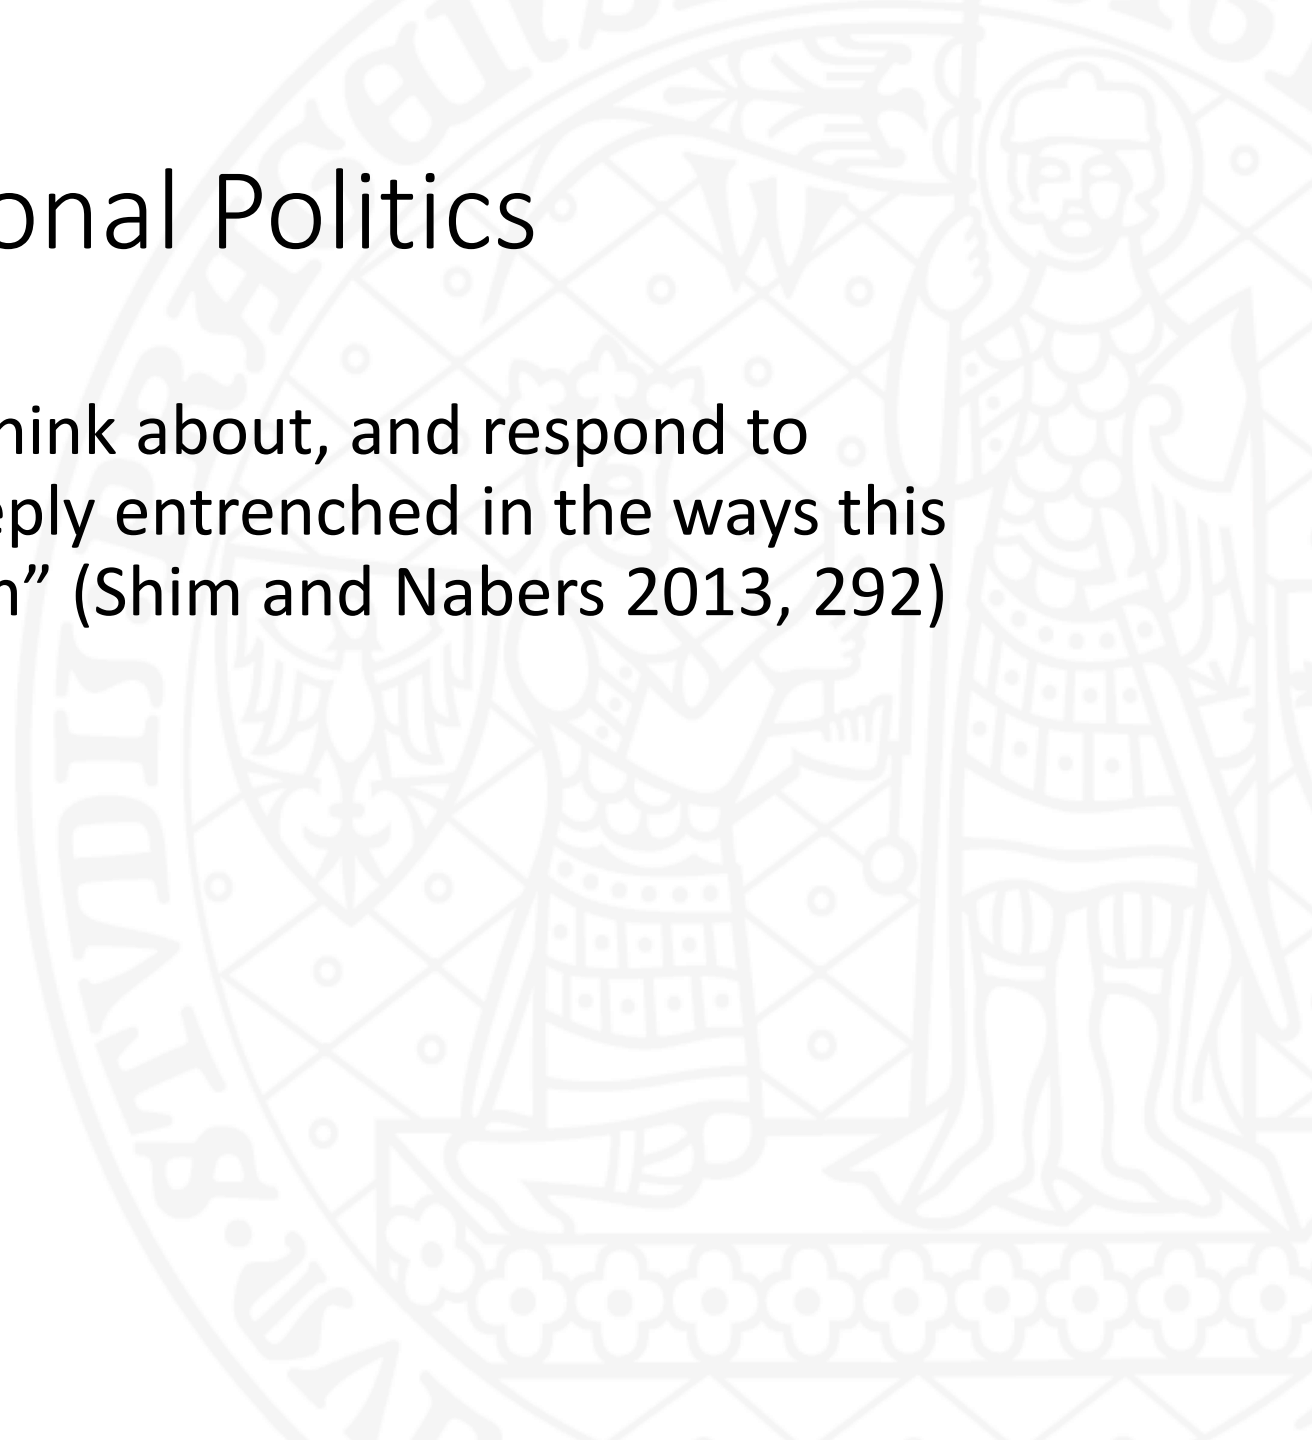 onal Politics
hink about, and respond to
eply entrenched in the ways this
n” (Shim and Nabers 2013, 292)